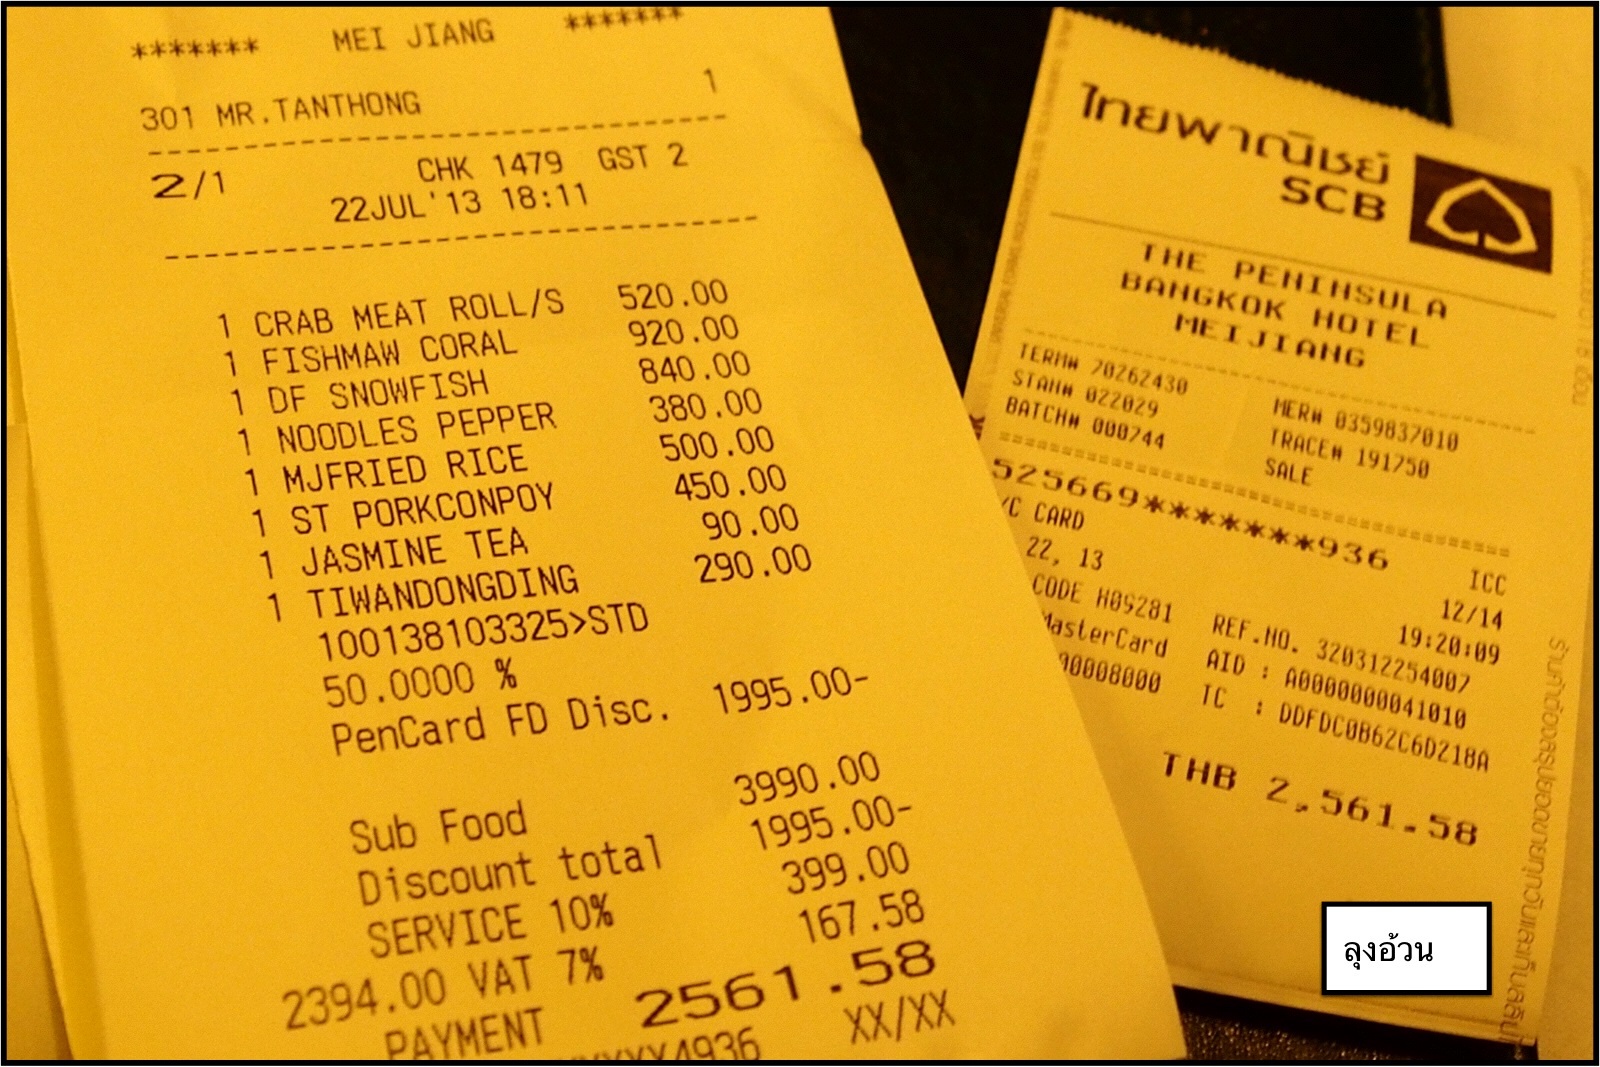 ******* MEI JIANG *******
301 MR.TANTHONG 1
2/1 CHK 1479 GST 2
22JUL'13 18:11
1 CRAB MEAT ROLL/S 520.00
1 FISHMAW CORAL 920.00
1 DF SNOWFISH 840.00
1 NOODLES PEPPER 380.00
1 MJFRIED RICE 500.00
1 ST PORKCONPOY 450.00
1 JASMINE TEA 90.00
1 TIWANDONGDING 290.00
100138103325>STD
50.0000 %
PenCard FD Disc. 1995.00-
Sub Food 3990.00
Discount total 1995.00-
SERVICE 10% 399.00
2394.00 VAT 7% 167.58
PAYMENT 2561.58
XX/XX
ไทยพาณิชย์
SCB
THE PENINSULA
BANGKOK HOTEL
MEIJIANG
TERM# 70262430 MER# 0359837010
STAN# 022029 TRACE# 191750
BATCH# 000744 SALE
525669*******936 ICC
/C CARD 12/14
22, 13 19:20:09
CODE H09281 REF.NO. 320312254007
MasterCard AID : A0000000041010
00008000 TC : DDFDC0B62C6D218A
THB 2,561.58
ลุงอ้วน